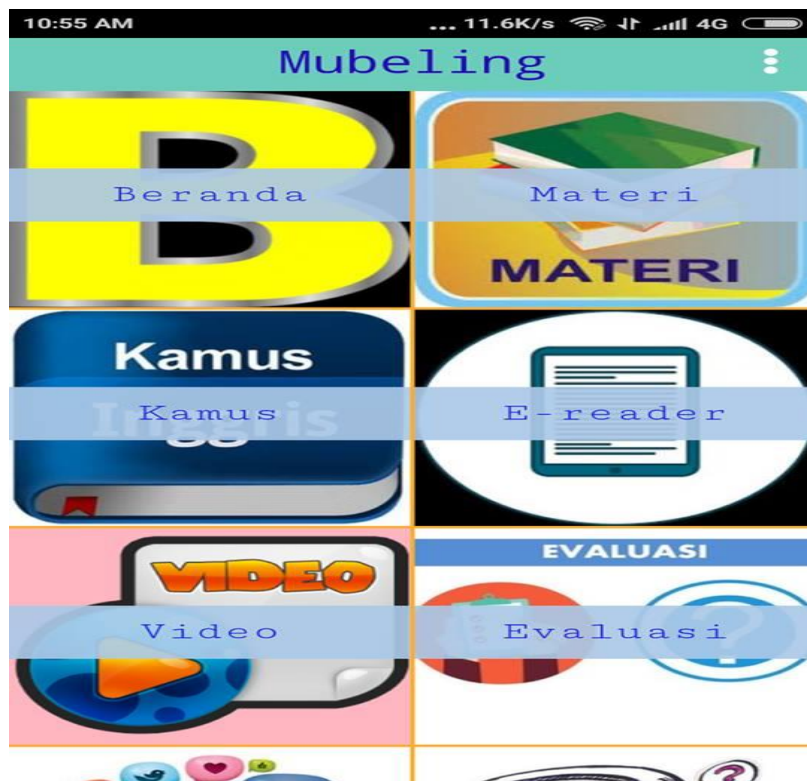 10:55 AM
... 11.6K/s 4G
Mubeling
Beranda
Materi
MATERI
Kamus
Kamus
Inggris
E-reader
VIDEO
Video
EVALUASI
Evaluasi